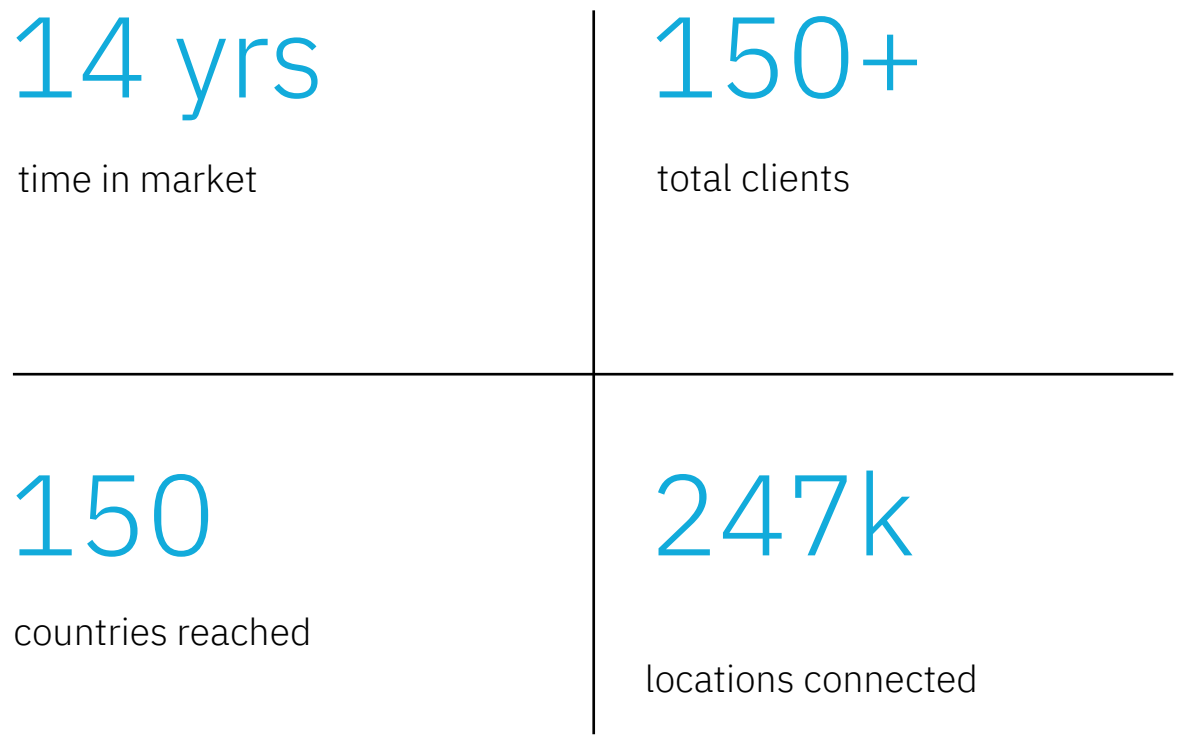 14 yrs
time in market
150+
total clients
150
countries reached
247k
locations connected